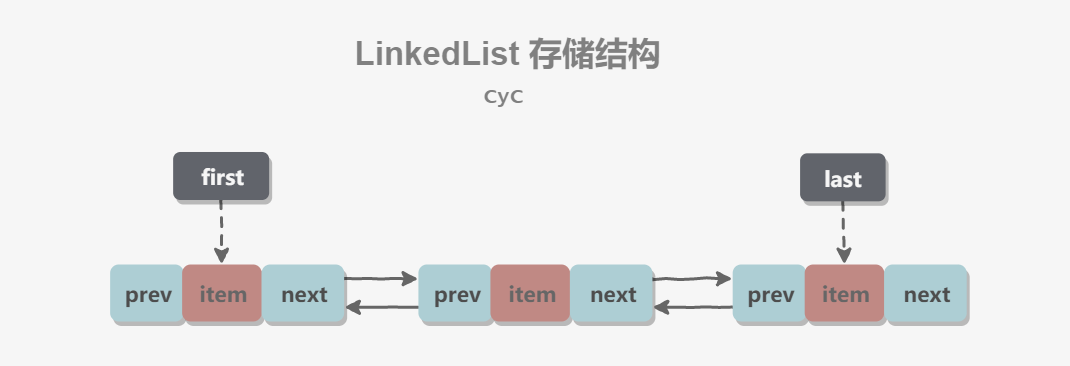 LinkedList 存储结构
CyC
first
last
prev item next
prev item next
prev item next